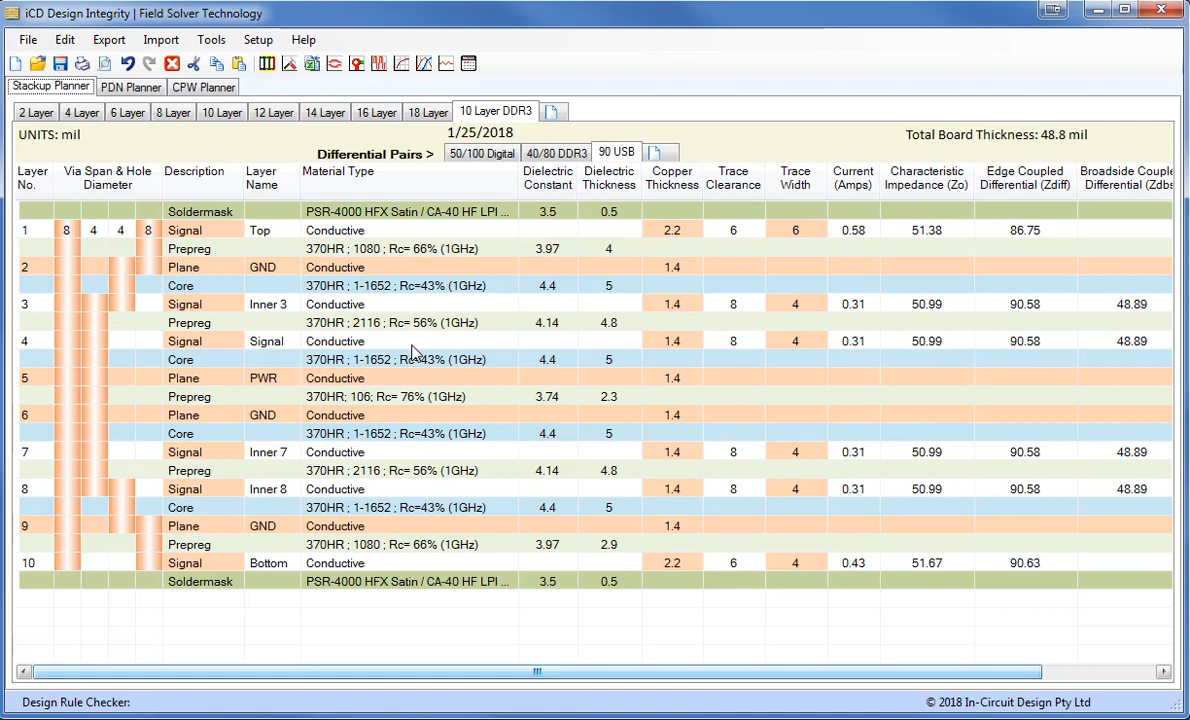 iCD Design Integrity | Field Solver Technology
File Edit Export Import Tools Setup Help
Stackup Planner PDN Planner CPW Planner
2 Layer 4 Layer 6 Layer 8 Layer 10 Layer 12 Layer 14 Layer 16 Layer 18 Layer 10 Layer DDR3
UNITS: mil 1/25/2018 Total Board Thickness: 48.8 mil
Differential Pairs > 50/100 Digital 40/80 DDR3 90 USB
Layer Via Span & Hole Description Layer Material Type Dielectric Dielectric Copper Trace Trace Current Characteristic Edge Coupled Broadside Couple
No. Diameter Name Constant Thickness Thickness Clearance Width (Amps) Impedance (Zo) Differential (Zdiff) Differential (Zdbs
Soldermask PSR-4000 HFX Satin / CA-40 HF LPI ... 3.5 0.5
1 8 4 4 8 Signal Top Conductive 2.2 6 6 0.58 51.38 86.75
Prepreg 370HR ; 1080 ; Rc= 66% (1GHz) 3.97 4
2 Plane GND Conductive 1.4
Core 370HR ; 1-1652 ; Rc=43% (1GHz) 4.4 5
3 Signal Inner 3 Conductive 1.4 8 4 0.31 50.99 90.58 48.89
Prepreg 370HR ; 2116 ; Rc= 56% (1GHz) 4.14 4.8
4 Signal Signal Conductive 1.4 8 4 0.31 50.99 90.58 48.89
Core 370HR ; 1-1652 ; Rc=43% (1GHz) 4.4 5
5 Plane PWR Conductive 1.4
Prepreg 370HR; 106; Rc= 76% (1GHz) 3.74 2.3
6 Plane GND Conductive 1.4
Core 370HR ; 1-1652 ; Rc=43% (1GHz) 4.4 5
7 Signal Inner 7 Conductive 1.4 8 4 0.31 50.99 90.58 48.89
Prepreg 370HR ; 2116 ; Rc= 56% (1GHz) 4.14 4.8
8 Signal Inner 8 Conductive 1.4 8 4 0.31 50.99 90.58 48.89
Core 370HR ; 1-1652 ; Rc=43% (1GHz) 4.4 5
9 Plane GND Conductive 1.4
Prepreg 370HR ; 1080 ; Rc= 66% (1GHz) 3.97 2.9
10 Signal Bottom Conductive 2.2 6 4 0.43 51.67 90.63
Soldermask PSR-4000 HFX Satin / CA-40 HF LPI ... 3.5 0.5
Design Rule Checker: © 2018 In-Circuit Design Pty Ltd